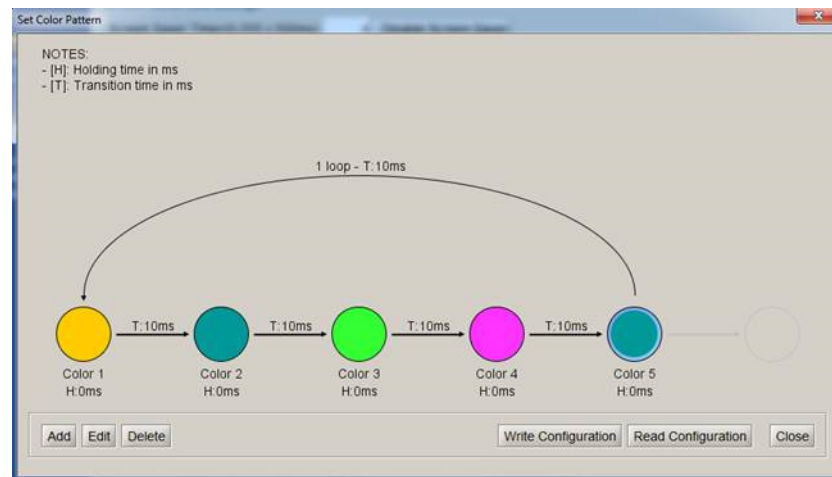 Set Color Pattern
NOTES:
- [H]: Holding time in ms
- [T]: Transition time in ms
1 loop - T:10ms
T:10ms T:10ms T:10ms T:10ms
Color 1 Color 2 Color 3 Color 4 Color 5
H:0ms H:0ms H:0ms H:0ms H:0ms
Add Edit Delete Write Configuration Read Configuration Close